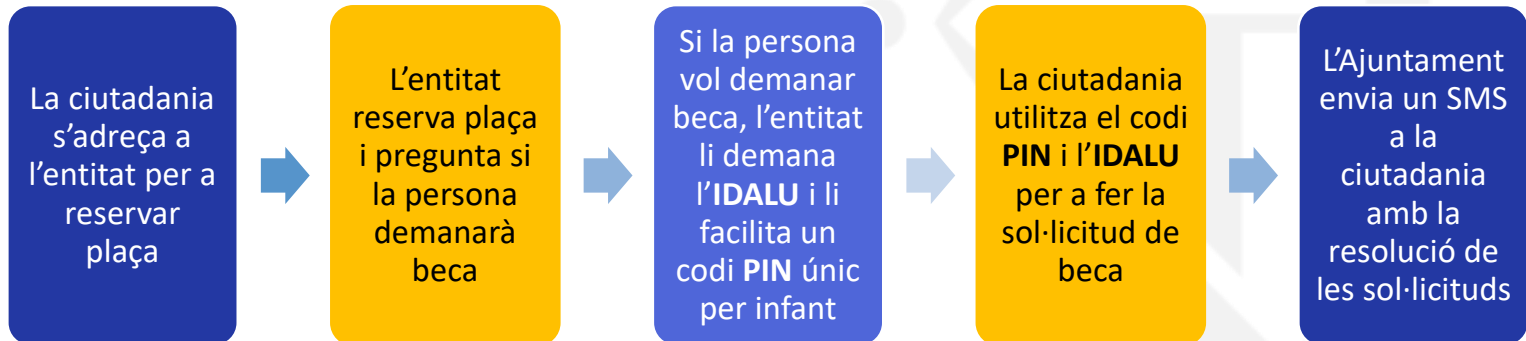 La ciutadania
s’adreça a
l’entitat per a
reservar
plaça
L’entitat
reserva plaça
i pregunta si
la persona
demanarà
beca
Si la persona
vol demanar
beca, l’entitat
li demana
l’IDALU i li
facilita un
codi PIN únic
per infant
La ciutadania
utilitza el codi
PIN i l’IDALU
per a fer la
sol·licitud de
beca
L’Ajuntament
envia un SMS
a la
ciutadania
amb la
resolució de
les sol·licituds